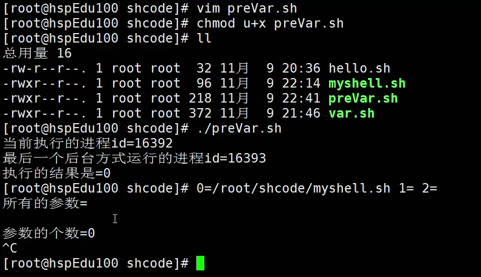 [root@hspEdu100 shcode]# vim preVar.sh
[root@hspEdu100 shcode]# chmod u+x preVar.sh
[root@hspEdu100 shcode]# ll
总用量 16
-rw-r--r--. 1 root root  32 11月  9 20:36 hello.sh
-rwxr--r--. 1 root root  96 11月  9 22:14 myshell.sh
-rwxr--r--. 1 root root 218 11月  9 22:41 preVar.sh
-rwxr--r--. 1 root root 372 11月  9 21:46 var.sh
[root@hspEdu100 shcode]# ./preVar.sh
当前执行的进程id=16392
最后一个后台方式运行的进程id=16393
执行的结果是=0
[root@hspEdu100 shcode]# 0=/root/shcode/myshell.sh 1= 2=
所有的参数=
参数的个数=0
^C
[root@hspEdu100 shcode]#